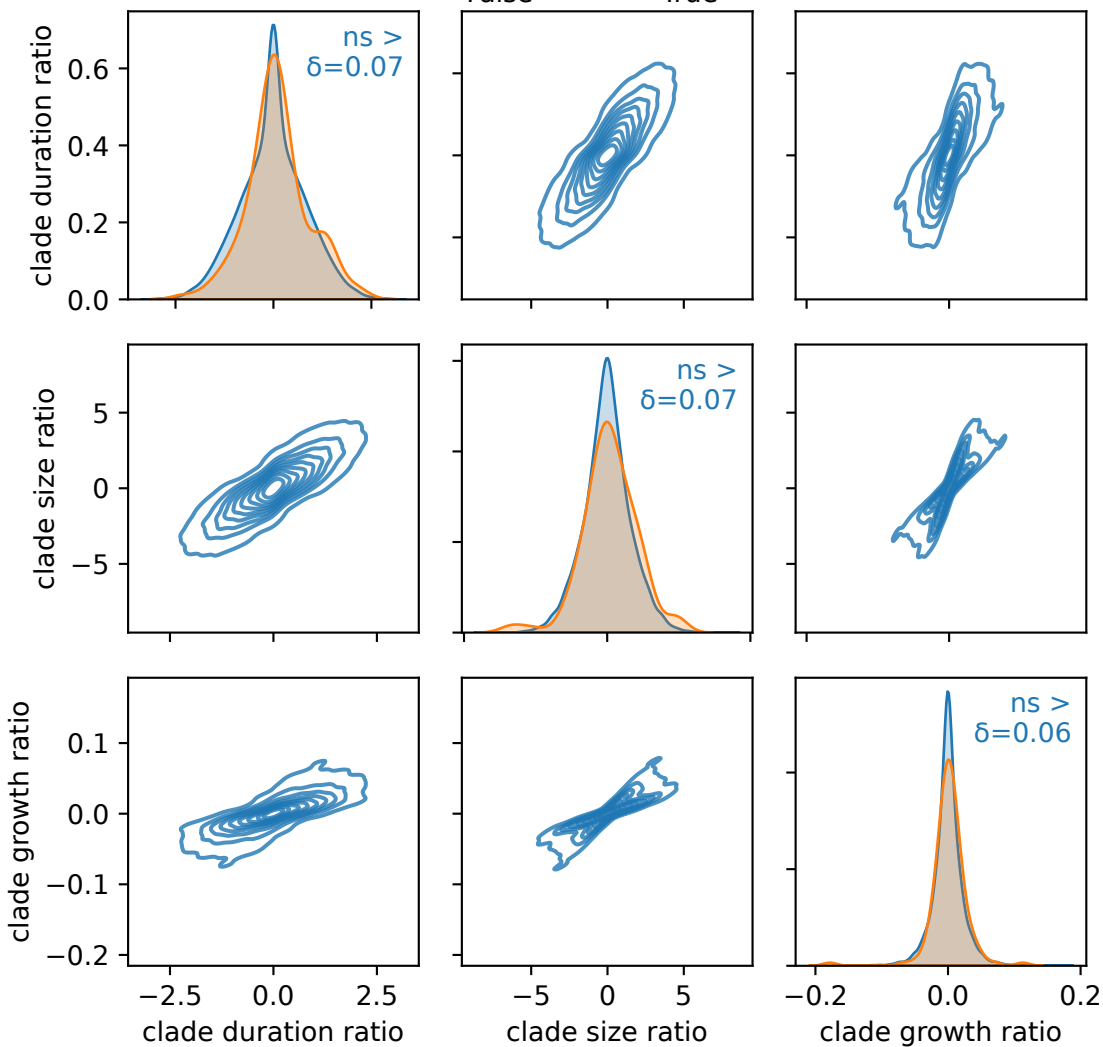 False True
clade duration ratio
0.6
0.4
0.2
0.0
ns >
δ=0.07
clade size ratio
5
0
−5
ns >
δ=0.07
clade growth ratio
0.1
0.0
−0.1
−0.2
ns >
δ=0.06
−2.5 0.0 2.5
−5 0 5
−0.2 0.0 0.2
clade duration ratio
clade size ratio
clade growth ratio